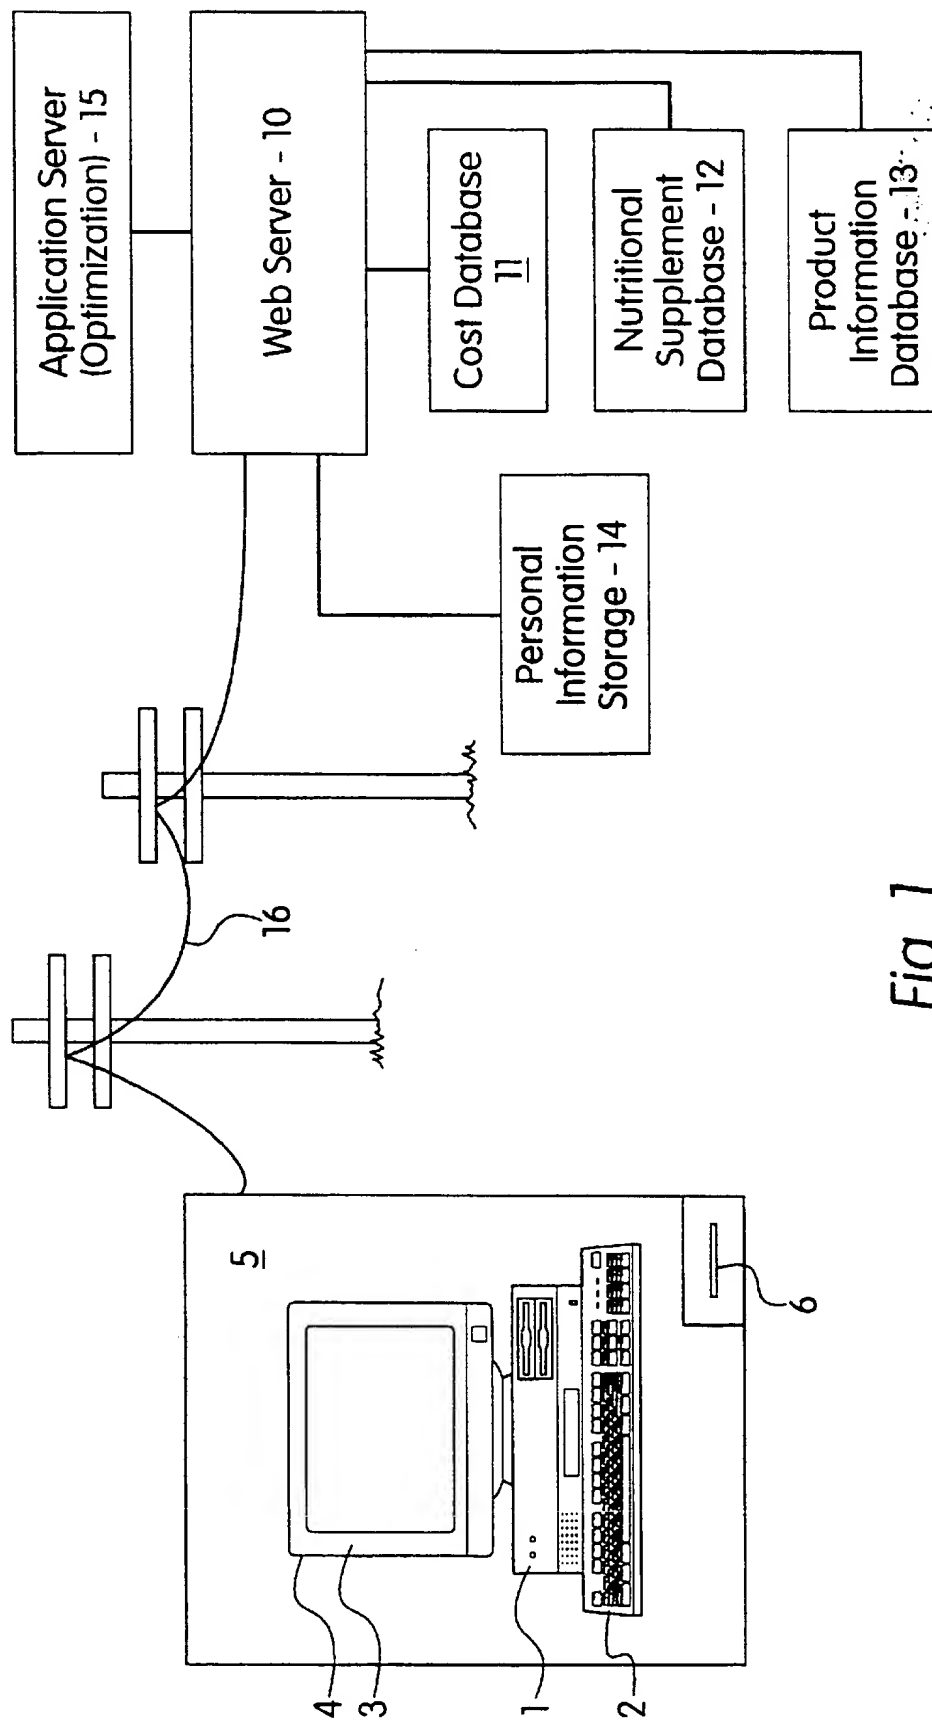 Application Server
(Optimization) - 15
Web Server - 10
Cost Database
11
Nutritional
Supplement
Database - 12
Product
Information
Database - 13
Personal
Information
Storage - 14
16
5
4
3
1
2
6
Fig. 1